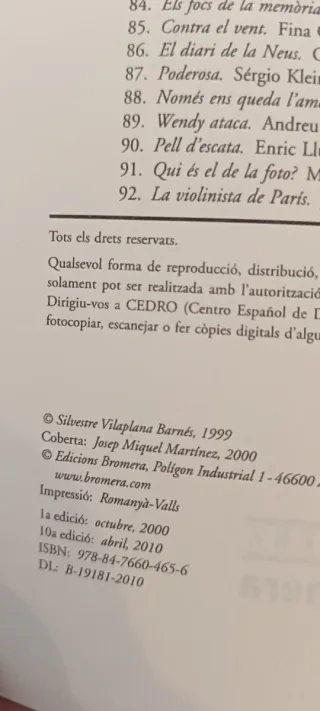 84. Els focs de la memòria
85. Contra el vent. Fina
86. El diari de la Neus.
87. Poderosa. Sérgio Klein
88. Només ens queda l'am
89. Wendy ataca. Andreu
90. Pell d'escata. Enric Llu
91. Qui és el de la foto? M
92. La violinista de París.
Tots els drets reservats.
Qualsevol forma de reproducció, distribució,
solament pot ser realitzada amb l'autoritzaci
Dirigiu-vos a CEDRO (Centro Español de D
fotocopiar, escanejar o fer còpies digitals d'algu
© Silvestre Vilaplana Barnés, 1999
Coberta: Josep Miquel Martínez, 2000
© Edicions Bromera, Polígon Industrial 1 - 46600
www.bromera.com
Impressió: Romanyà-Valls
1a edició: octubre, 2000
10a edició: abril, 2010
ISBN: 978-84-7660-465-6
DL: B-19181-2010